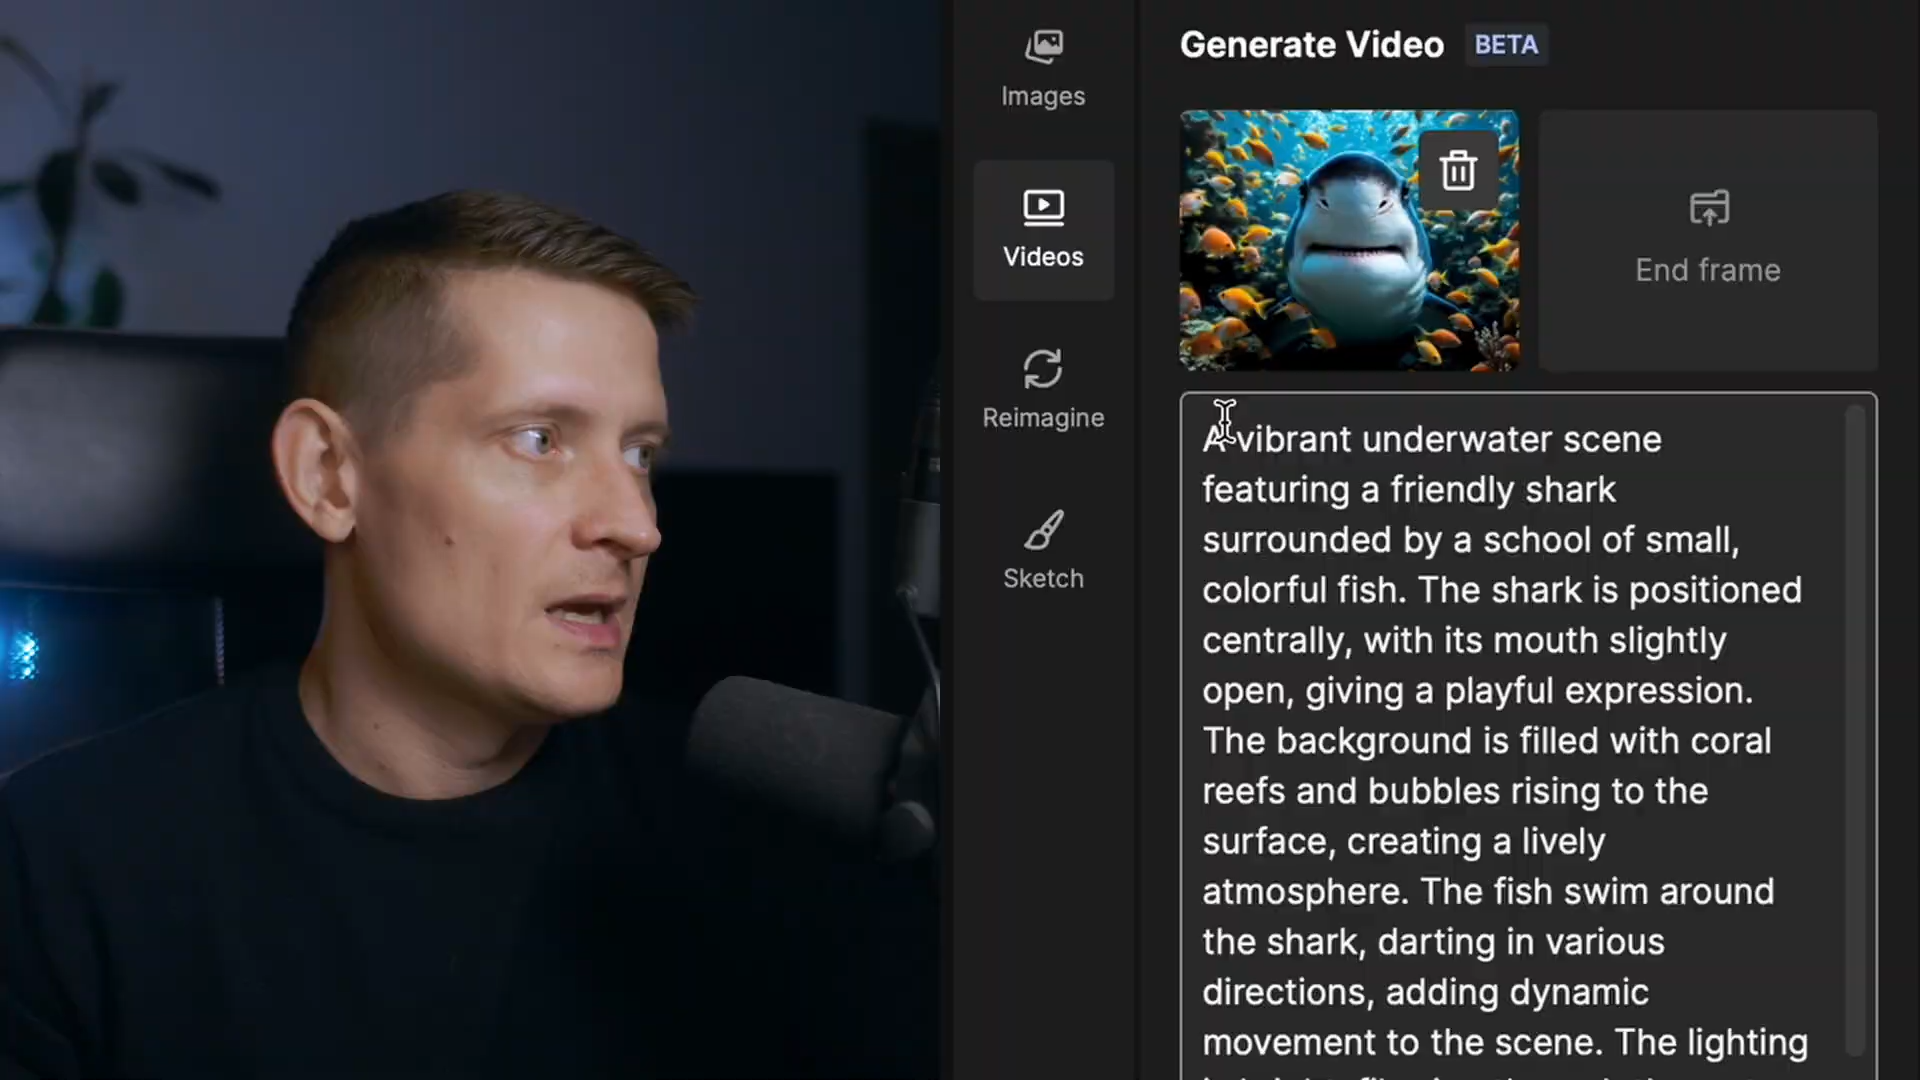 Images
Videos
Reimagine
Sketch
Generate Video BETA
End frame
A vibrant underwater scene
featuring a friendly shark
surrounded by a school of small,
colorful fish. The shark is positioned
centrally, with its mouth slightly
open, giving a playful expression.
The background is filled with coral
reefs and bubbles rising to the
surface, creating a lively
atmosphere. The fish swim around
the shark, darting in various
directions, adding dynamic
movement to the scene. The lighting